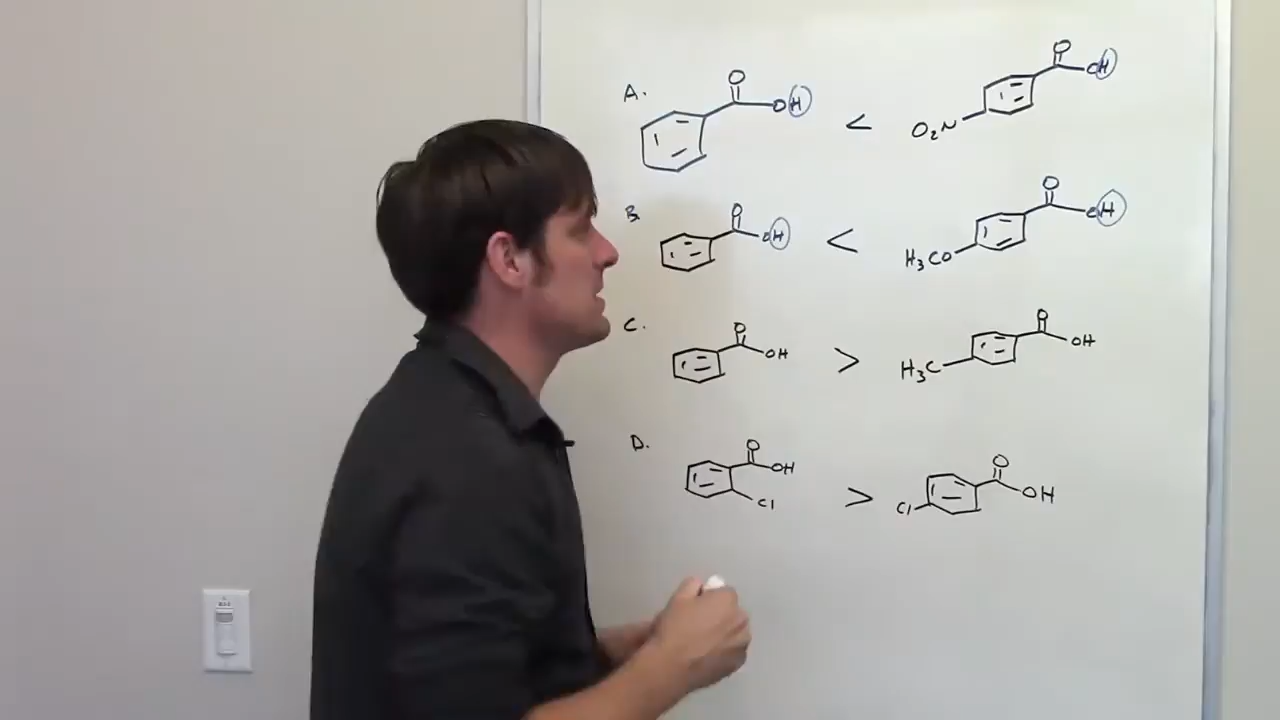 A. O OH < O OH O₂N
B. O OH < O OH H₃CO
C. O OH > O OH H₃C
D. O OH Cl > O OH Cl